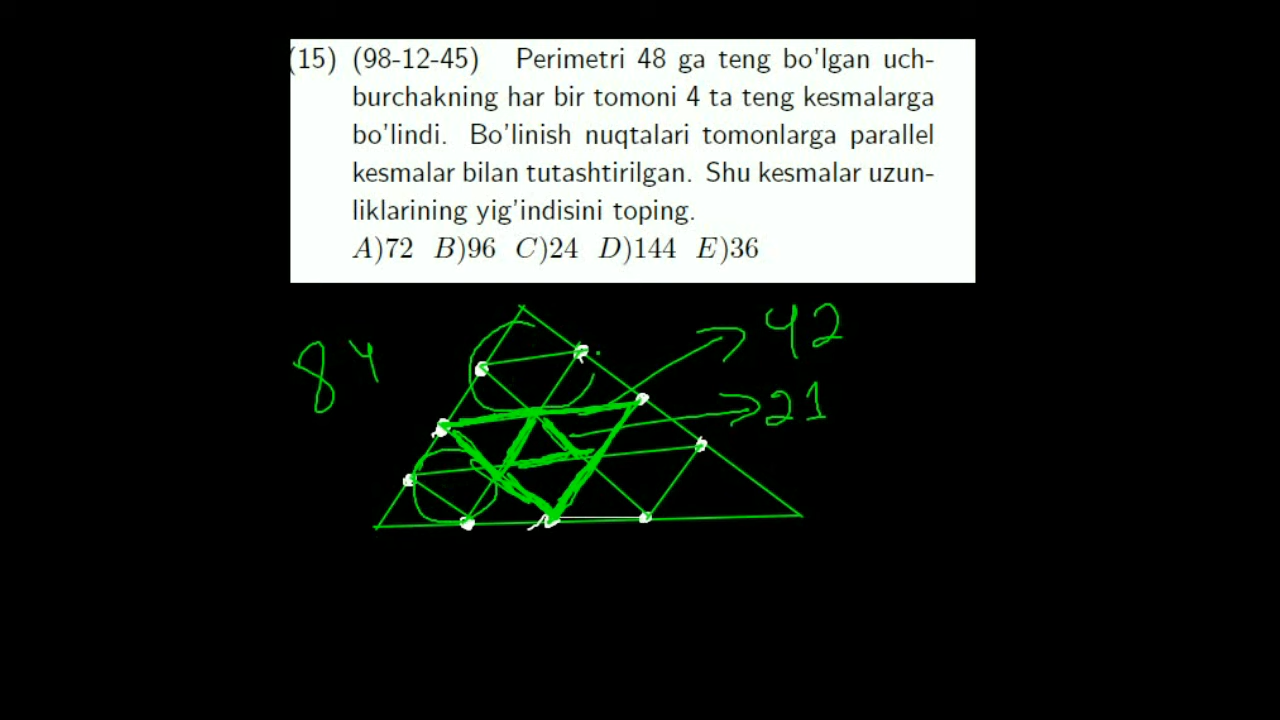 (15) (98-12-45) Perimetri 48 ga teng bo'lgan uch-
burchakning har bir tomoni 4 ta teng kesmalarga
bo'lindi. Bo'linish nuqtalari tomonlarga parallel
kesmalar bilan tutashtirilgan. Shu kesmalar uzun-
liklarining yig'indisini toping.
A)72 B)96 C)24 D)144 E)36
84
42
21